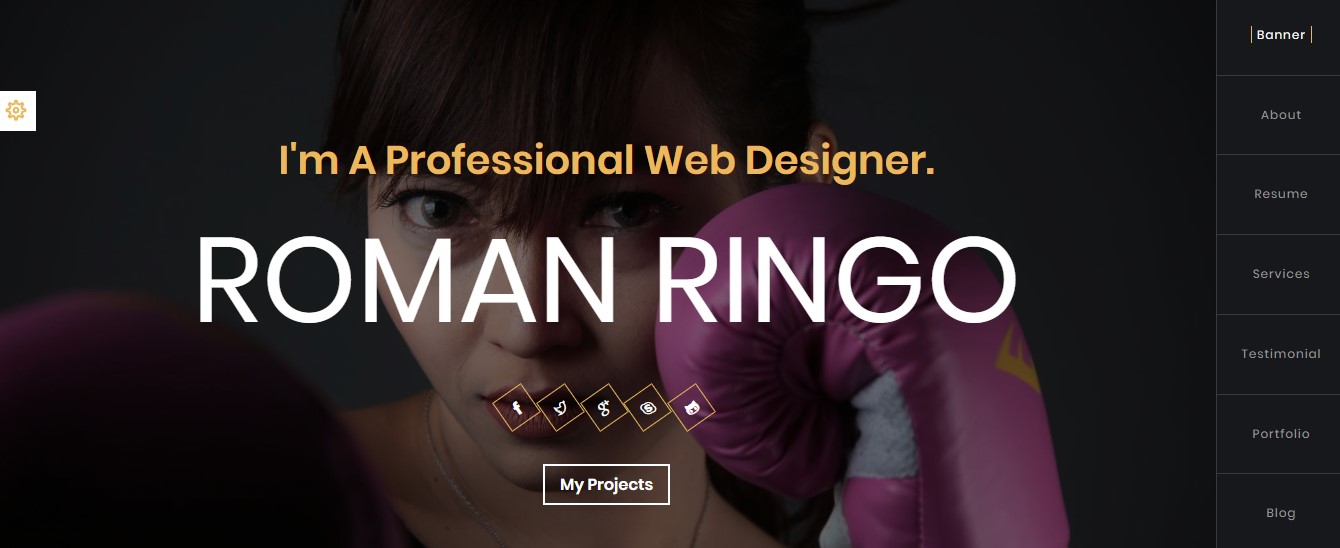 I'm A Professional Web Designer.
ROMAN RINGO
My Projects
Banner
About
Resume
Services
Testimonial
Portfolio
Blog